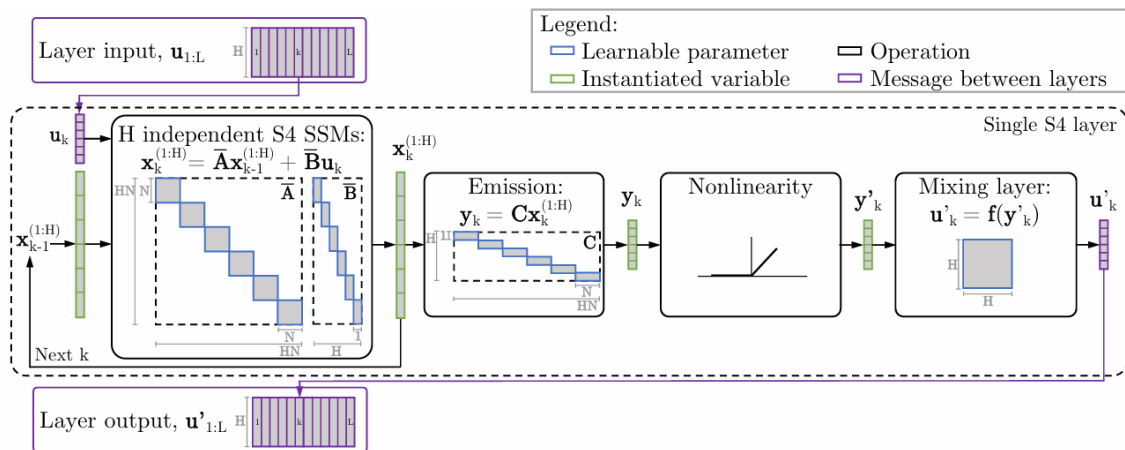 Layer input, u₁:L
H
1
k
L
Legend:
Learnable parameter
Operation
Instantiated variable
Message between layers
Single S4 layer
uₖ
H independent S4 SSMs:
xₖ^(1:H) = A̅xₖ₋₁^(1:H) + B̅uₖ
HN
N
A̅
B̅
N
HN
1
H
xₖ₋₁^(1:H)
Next k
xₖ^(1:H)
Emission:
yₖ = Cxₖ^(1:H)
H
1
C
N
HN
yₖ
Nonlinearity
y'ₖ
Mixing layer:
u'ₖ = f(y'ₖ)
H
H
u'ₖ
Layer output, u'₁:L
H
1
k
L